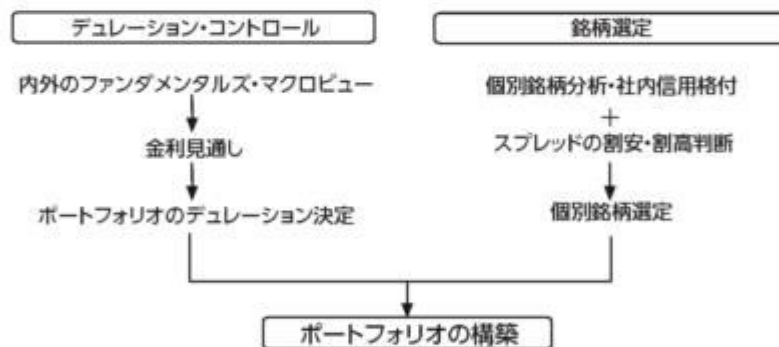 デュレーション・コントロール
内外のファンダメンタルズ・マクロビュー
金利見通し
ポートフォリオのデュレーション決定
銘柄選定
個別銘柄分析・社内信用格付
+
スプレッドの割安・割高判断
個別銘柄選定
ポートフォリオの構築